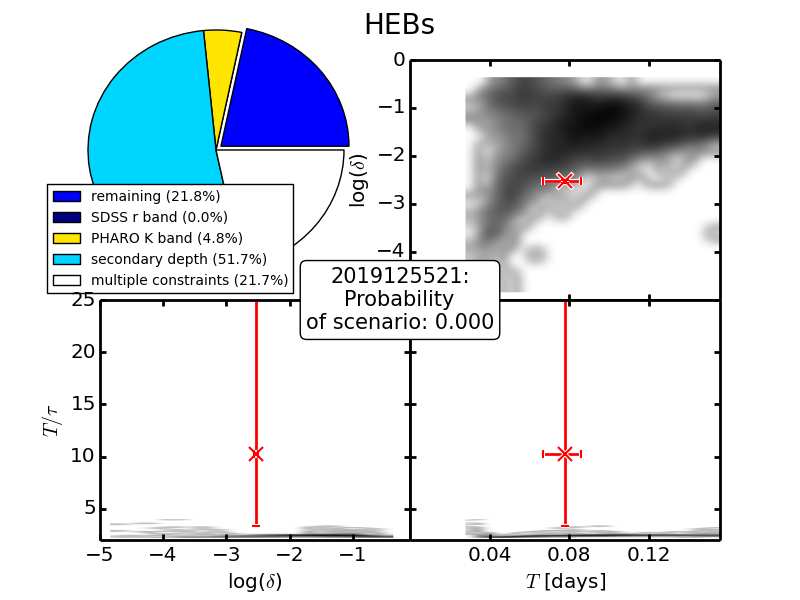 HEBs
0
−1
−2
−3
−4
log(δ)
remaining (21.8%)
SDSS r band (0.0%)
PHARO K band (4.8%)
secondary depth (51.7%)
multiple constraints (21.7%)
2019125521:
Probability
of scenario: 0.000
25
20
15
10
5
T/τ
−5 −4 −3 −2 −1
log(δ)
0.04 0.08 0.12
T [days]